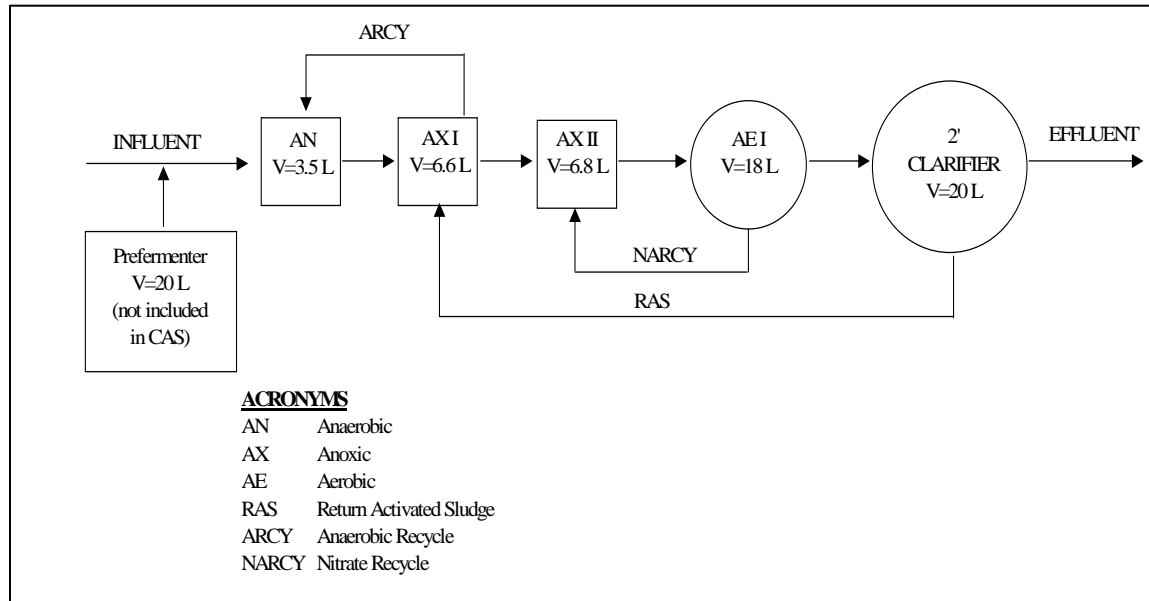 ARCY
INFLUENT
AN
V=3.5 L
AX I
V=6.6 L
AX II
V=6.8 L
AE I
V=18 L
2'
CLARIFIER
V=20 L
EFFLUENT
NARCY
RAS
Prefermenter
V=20 L
(not included
in CAS)
ACRONYMS
AN Anaerobic
AX Anoxic
AE Aerobic
RAS Return Activated Sludge
ARCY Anaerobic Recycle
NARCY Nitrate Recycle